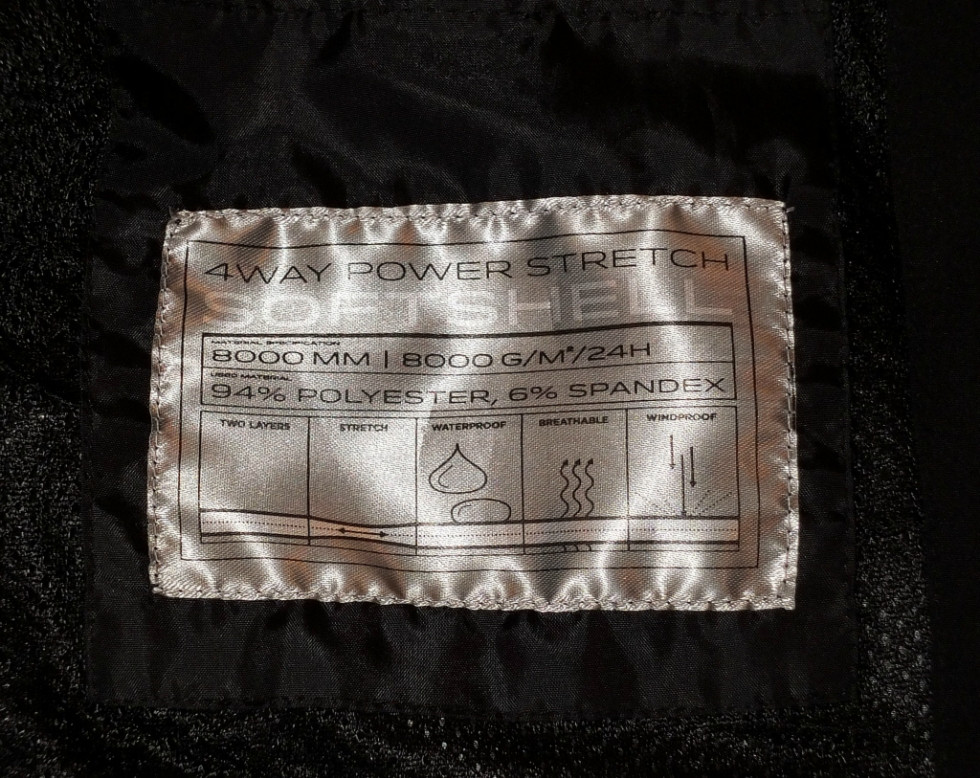 4WAY POWER STRETCH
SOFTSHELL
MATERIAL SPECIFICATION
8000 MM | 8000 G/M²/24H
USED MATERIAL
94% POLYESTER, 6% SPANDEX
TWO LAYERS STRETCH WATERPROOF BREATHABLE WINDPROOF